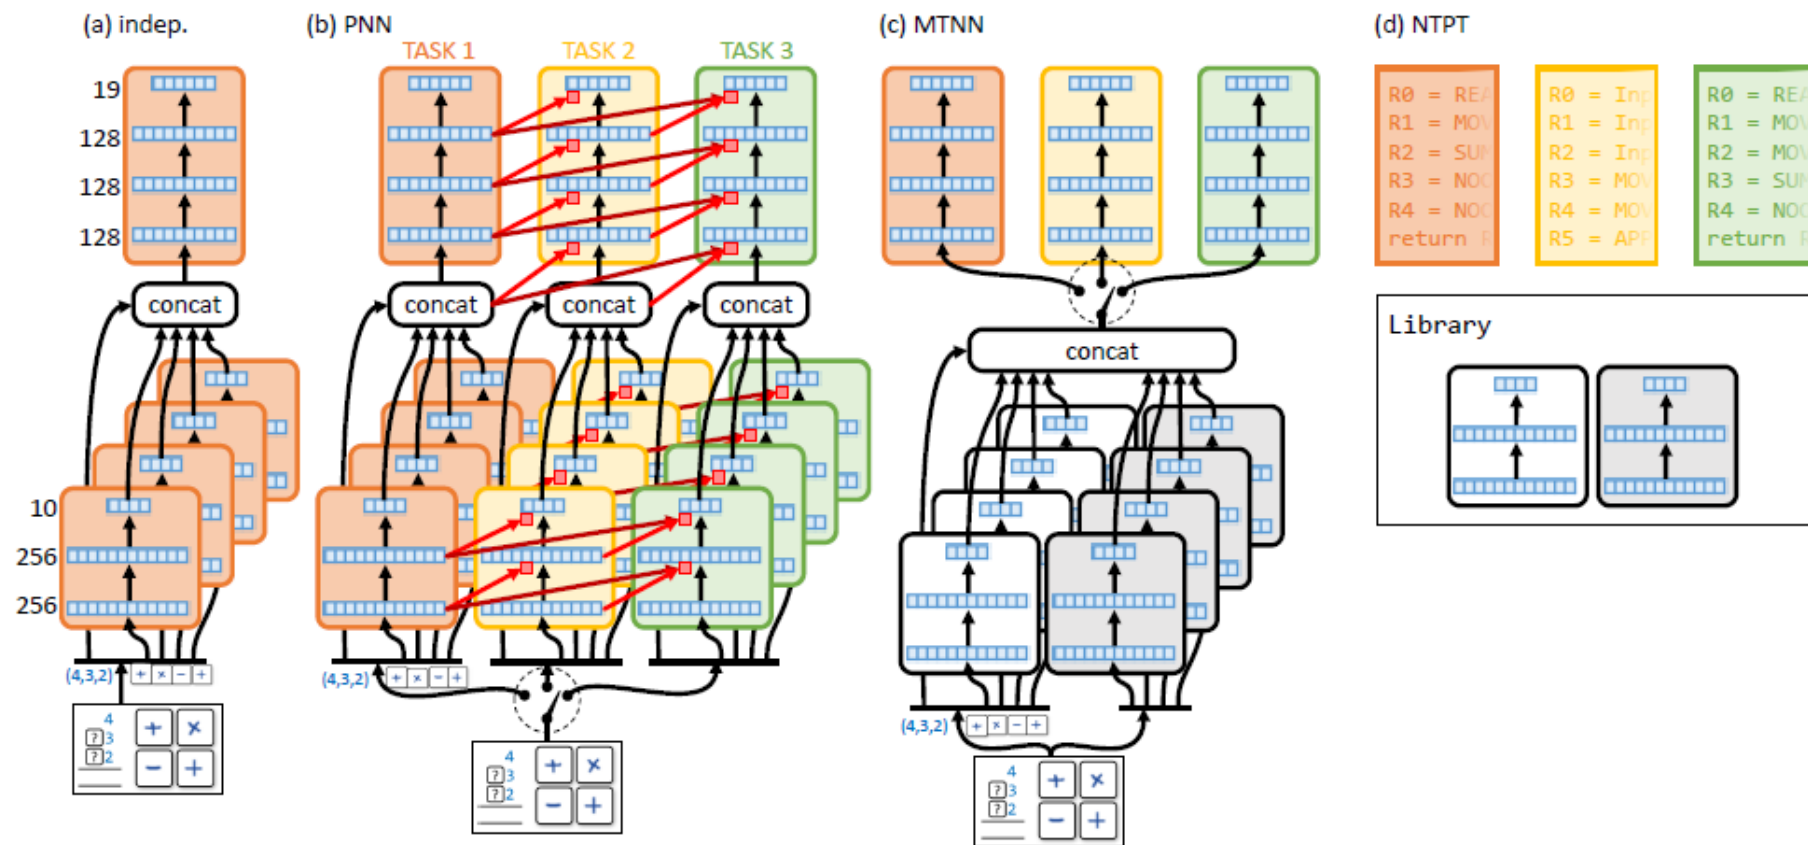 (a) indep.
19
128
128
128
concat
10
256
256
(4,3,2) + × − +
4
? 3
? 2
+ ×
− +
(b) PNN
TASK 1 TASK 2 TASK 3
concat concat concat
(4,3,2) + × − +
4
? 3
? 2
+ ×
− +
(c) MTNN
concat
(4,3,2) + × − +
4
? 3
? 2
+ ×
− +
(d) NTPT
R0 = REA
R1 = MOV
R2 = SUM
R3 = NOO
R4 = NOO
return R
R0 = Inp
R1 = Inp
R2 = Inp
R3 = MOV
R4 = MOV
R5 = APP
R0 = REA
R1 = MOV
R2 = MOV
R3 = SUM
R4 = NOO
return R
Library